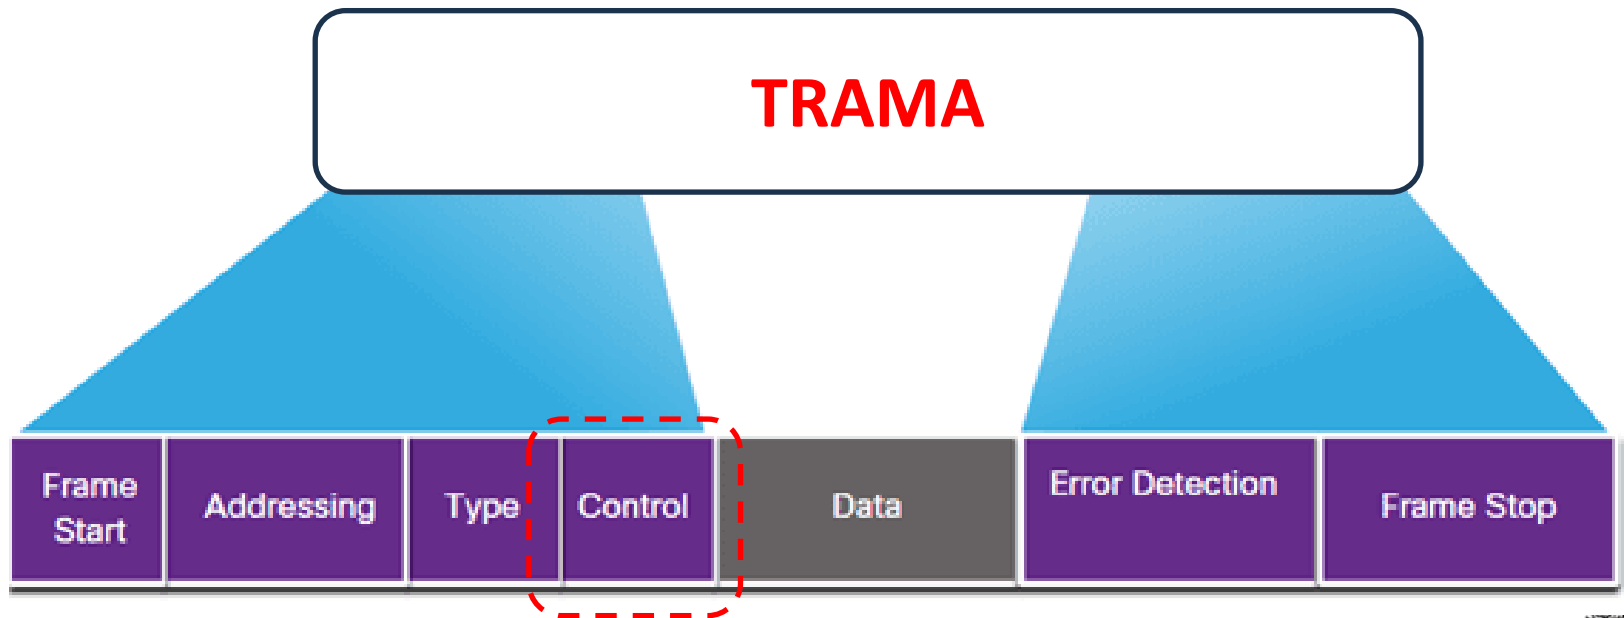 TRAMA
Frame
Start
Addressing
Type
Control
Data
Error Detection
Frame Stop